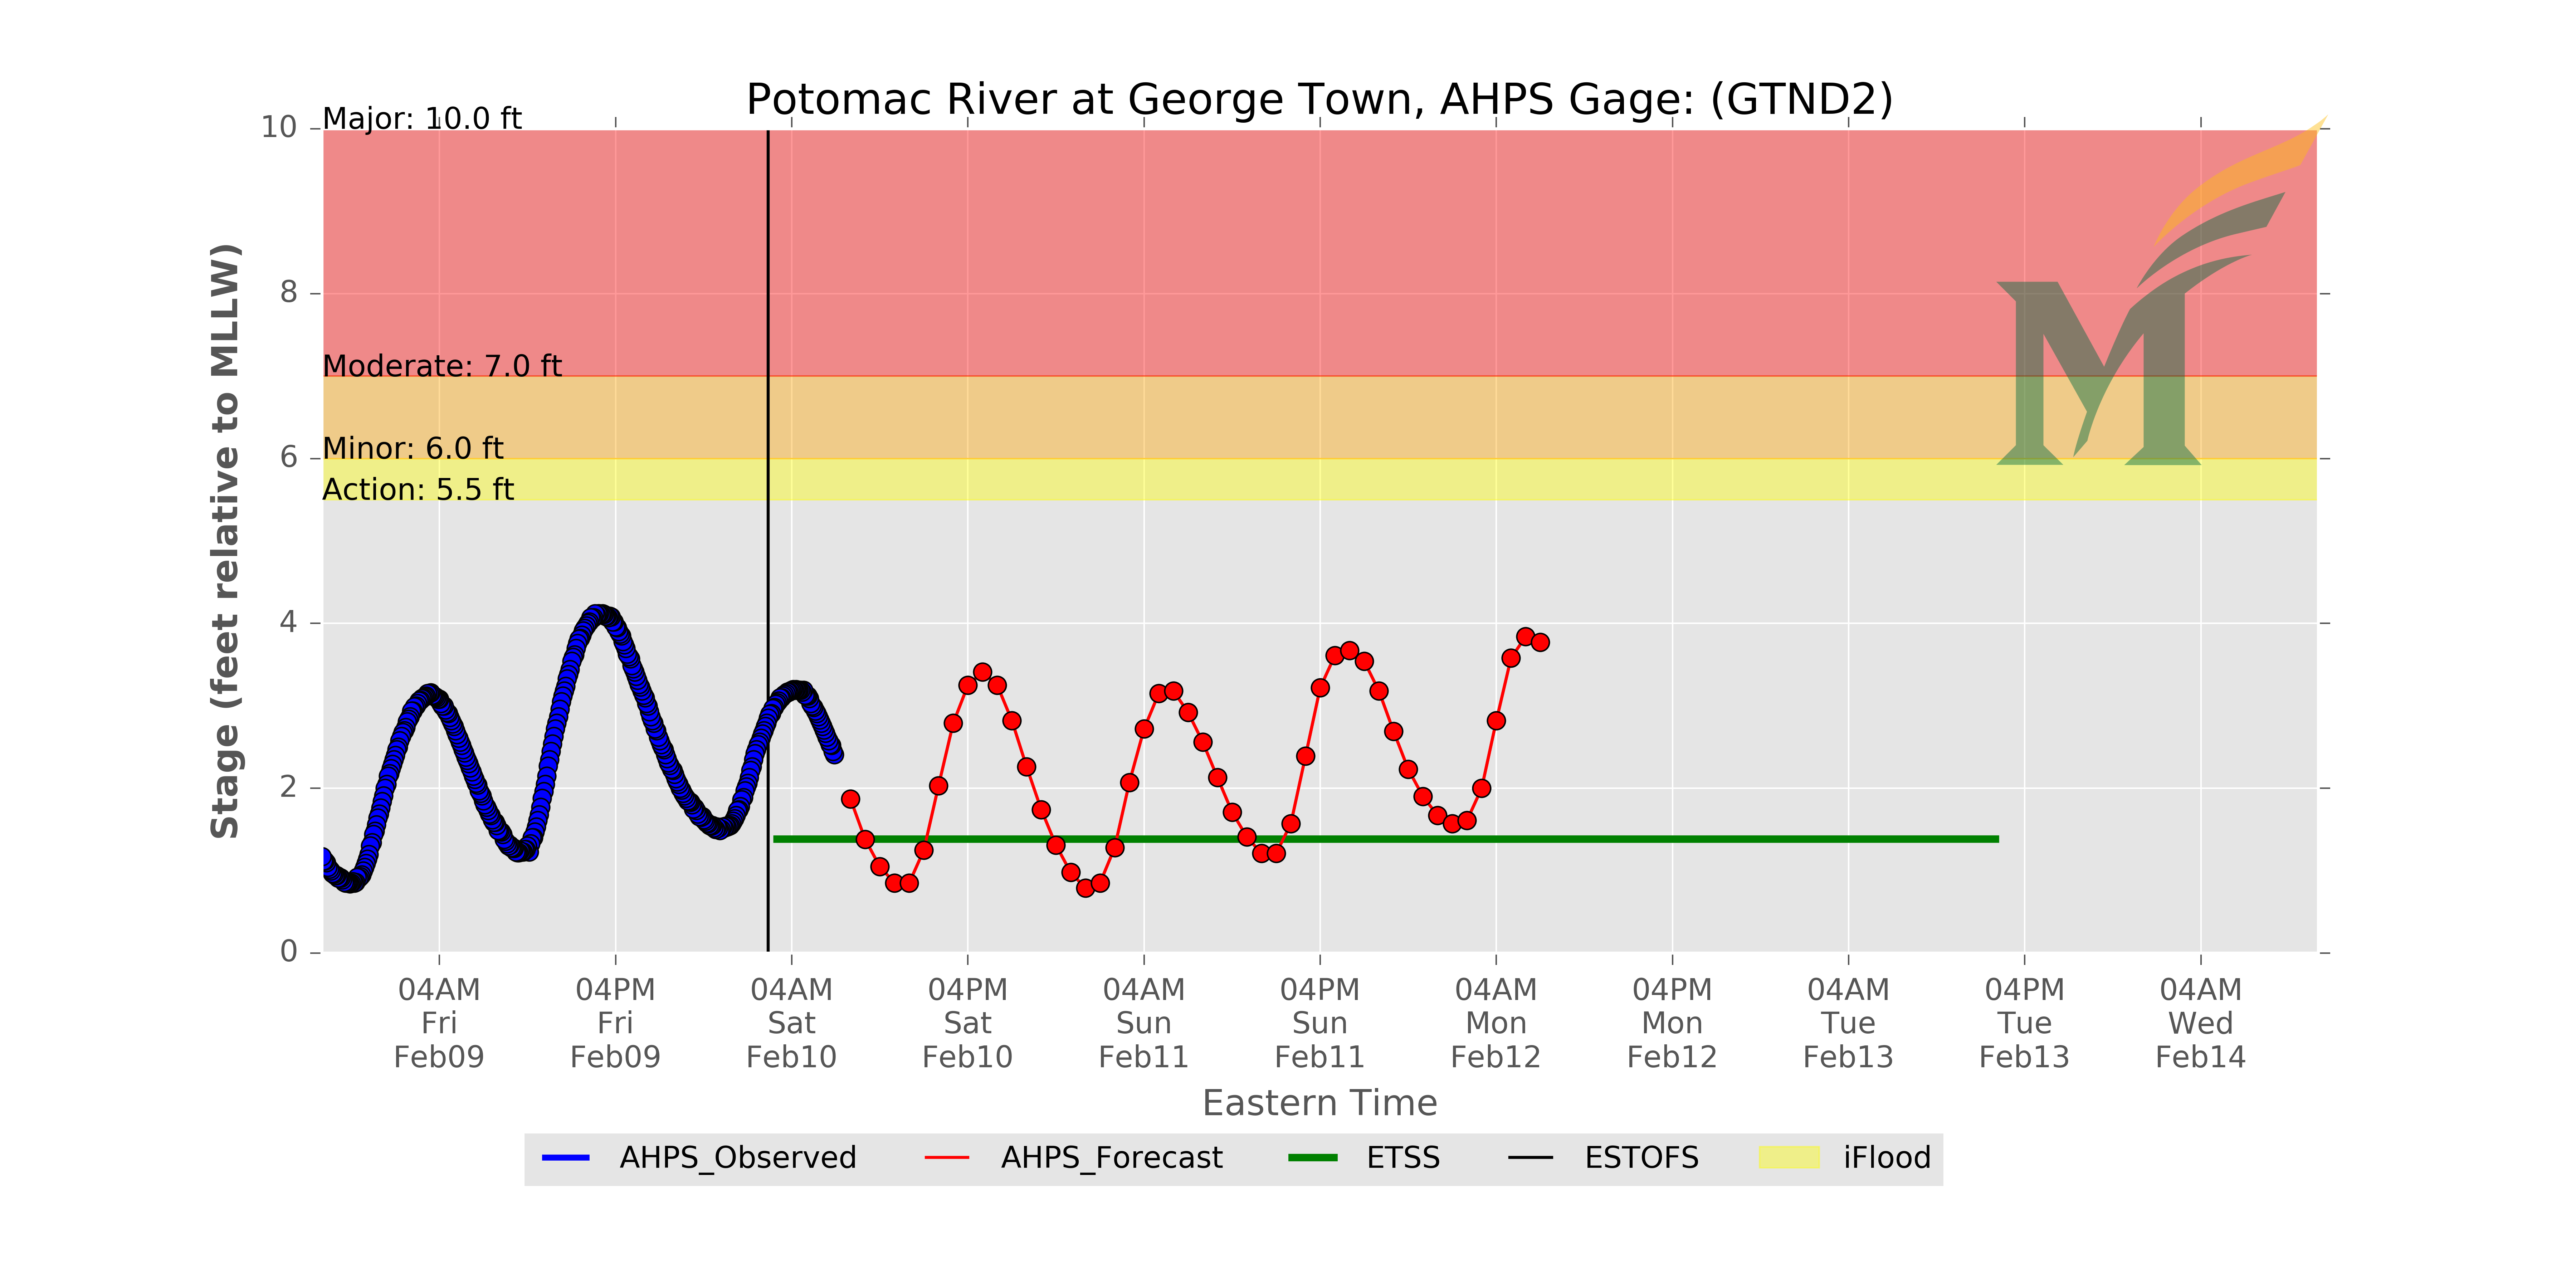 Potomac River at George Town, AHPS Gage: (GTND2)
Major: 10.0 ft
Moderate: 7.0 ft
Minor: 6.0 ft
Action: 5.5 ft
Stage (feet relative to MLLW)
10
8
6
4
2
0
04AM 04PM 04AM 04PM 04AM 04PM 04AM 04PM 04AM 04PM 04AM
Fri Fri Sat Sat Sun Sun Mon Mon Tue Tue Wed
Feb09 Feb09 Feb10 Feb10 Feb11 Feb11 Feb12 Feb12 Feb13 Feb13 Feb14
Eastern Time
AHPS_Observed AHPS_Forecast ETSS ESTOFS iFlood